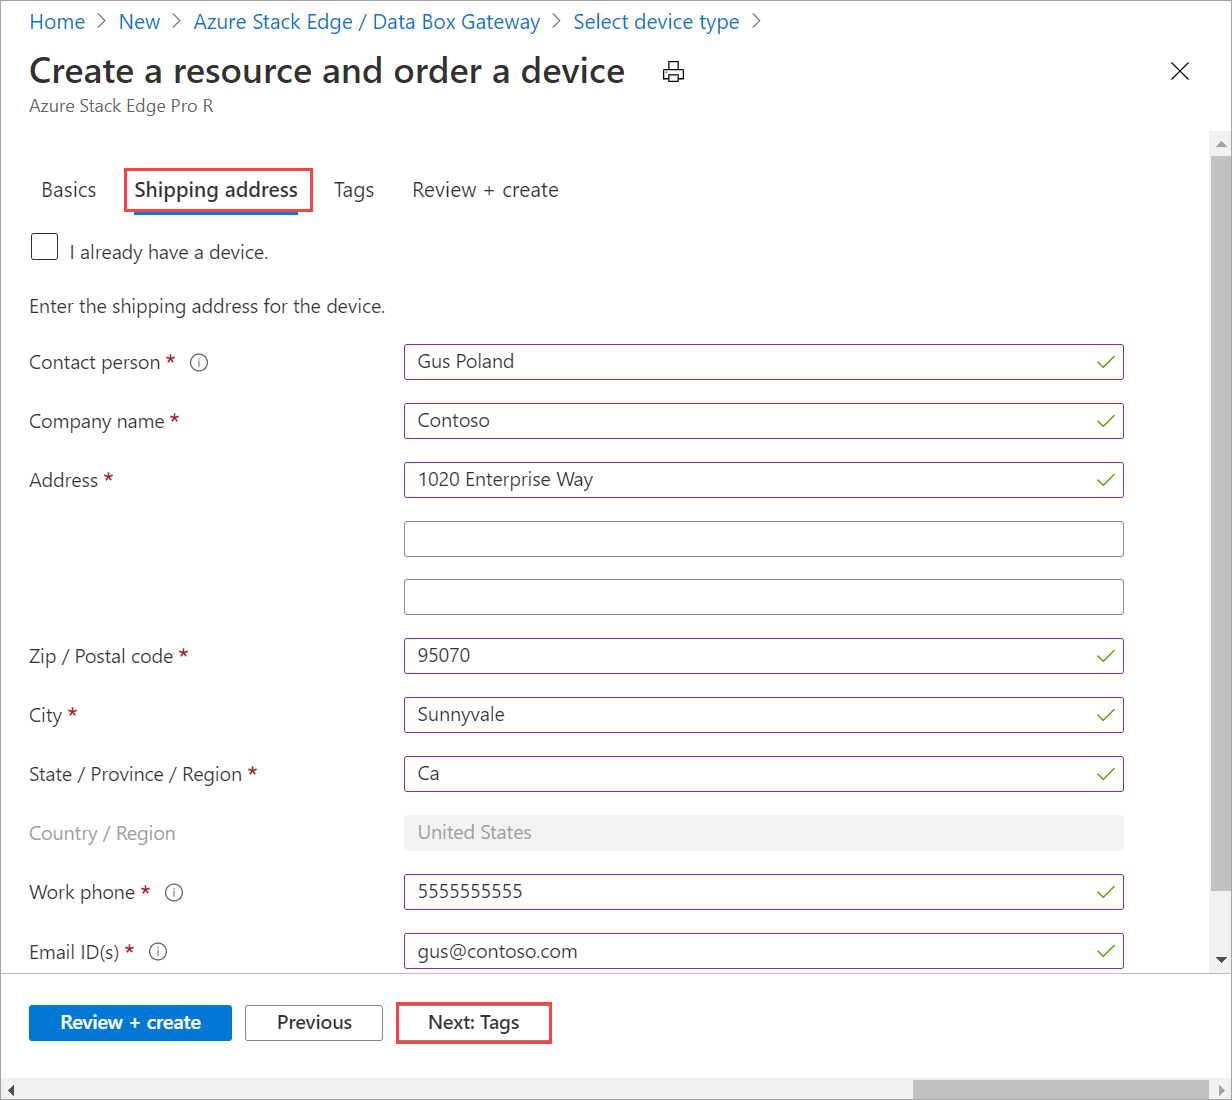 Home > New > Azure Stack Edge / Data Box Gateway > Select device type >
Create a resource and order a device
Azure Stack Edge Pro R
Basics Shipping address Tags Review + create
I already have a device.
Enter the shipping address for the device.
Contact person * Gus Poland
Company name * Contoso
Address * 1020 Enterprise Way
Zip / Postal code * 95070
City * Sunnyvale
State / Province / Region * Ca
Country / Region United States
Work phone * 5555555555
Email ID(s) * gus@contoso.com
Review + create Previous Next: Tags